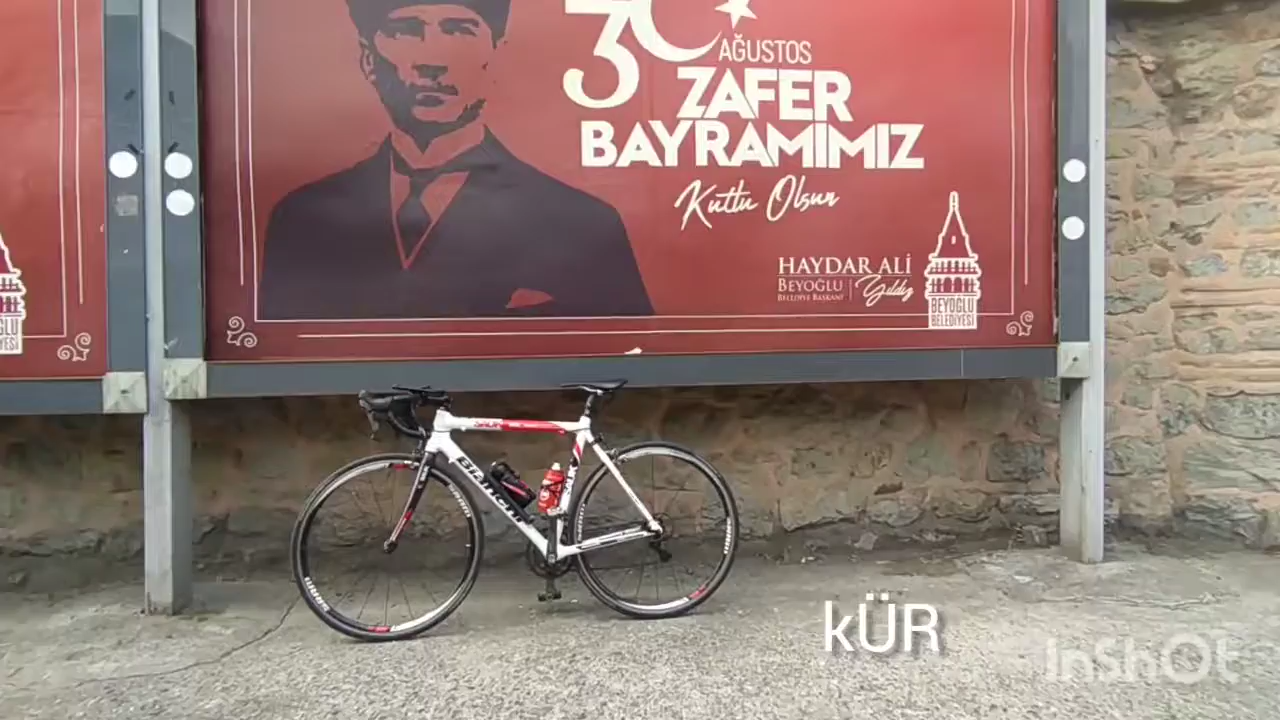 30
AĞUSTOS
ZAFER
BAYRAMIMIZ
Kutlu Olsun
HAYDAR ALİ
BEYOĞLU
BELEDİYE BAŞKANI
Yıldız
BEYOĞLU
BELEDİYESİ
Bianchi
kÜR
InShOt